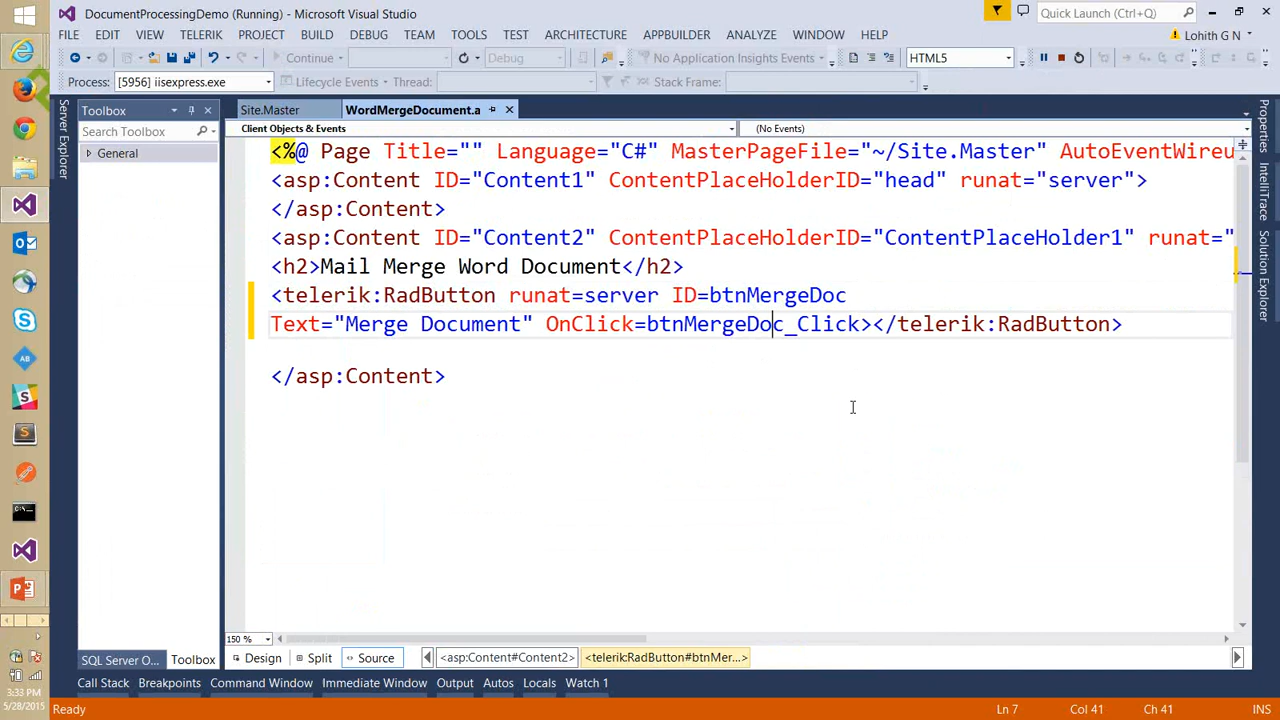 DocumentProcessingDemo (Running) - Microsoft Visual Studio
Quick Launch (Ctrl+Q)
FILE EDIT VIEW TELERIK PROJECT BUILD DEBUG TEAM TOOLS TEST ARCHITECTURE APPBUILDER ANALYZE WINDOW HELP
Lohith G N
Continue Debug No Application Insights Events HTML5
Process: [5956] iisexpress.exe Lifecycle Events Thread: Stack Frame:
Server Explorer
Toolbox
Search Toolbox
General
SQL Server O... Toolbox
Site.Master WordMergeDocument.a
Client Objects & Events (No Events)
<%@ Page Title="" Language="C#" MasterPageFile="~/Site.Master" AutoEventWireu
<asp:Content ID="Content1" ContentPlaceHolderID="head" runat="server">
</asp:Content>
<asp:Content ID="Content2" ContentPlaceHolderID="ContentPlaceHolder1" runat="
<h2>Mail Merge Word Document</h2>
<telerik:RadButton runat=server ID=btnMergeDoc
Text="Merge Document" OnClick=btnMergeDoc_Click></telerik:RadButton>
</asp:Content>
150 %
Design Split Source <asp:Content#Content2> <telerik:RadButton#btnMer...>
Properties
IntelliTrace
Solution Explorer
Call Stack Breakpoints Command Window Immediate Window Output Autos Locals Watch 1
Ready Ln 7 Col 41 Ch 41 INS
3:33 PM
5/28/2015